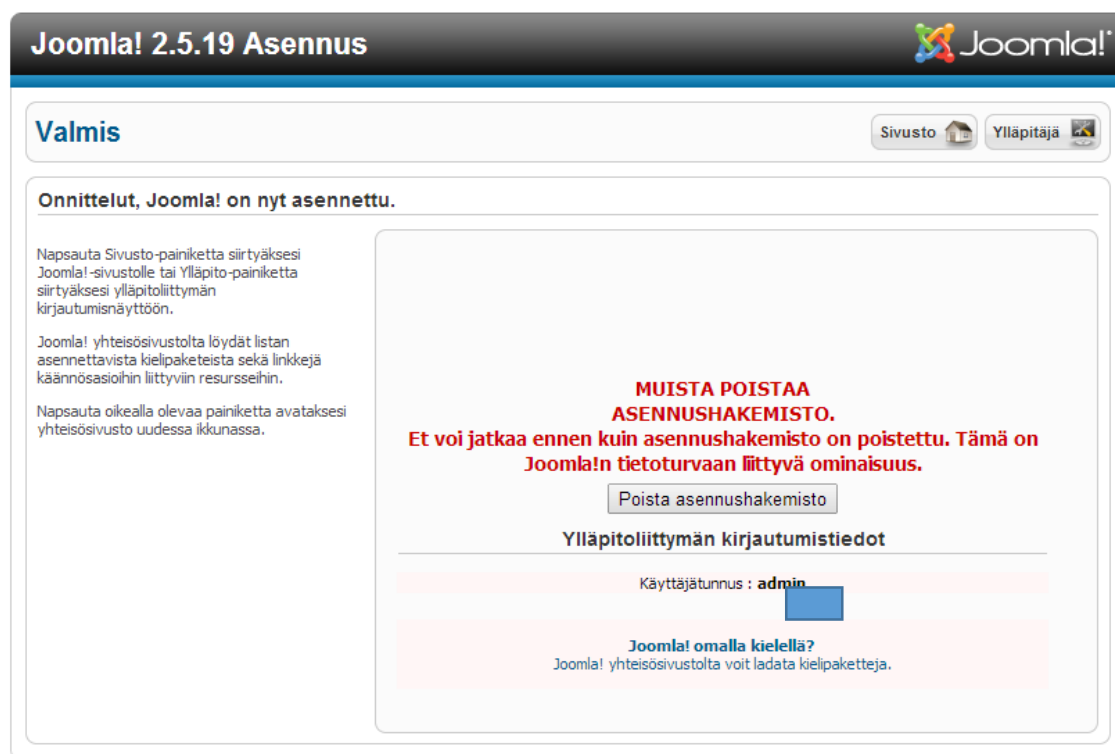 Joomla! 2.5.19 Asennus
Joomla!
Valmis
Sivusto
Ylläpitäjä
Onnittelut, Joomla! on nyt asennettu.
Napsauta Sivusto-painiketta siirtyäksesi
Joomla!-sivustolle tai Ylläpito-painiketta
siirtyäksesi ylläpitoliittymän
kirjautumisnäyttöön.
Joomla! yhteisösivustolta löydät listan
asennettavista kielipaketeista sekä linkkejä
käännösasioihin liittyviin resursseihin.
Napsauta oikealla olevaa painiketta avataksesi
yhteisösivusto uudessa ikkunassa.
MUISTA POISTAA
ASENNUSHAKEMISTO.
Et voi jatkaa ennen kuin asennushakemisto on poistettu. Tämä on
Joomla!n tietoturvaan liittyvä ominaisuus.
Poista asennushakemisto
Ylläpitoliittymän kirjautumistiedot
Käyttäjätunnus : admin
Joomla! omalla kielellä?
Joomla! yhteisösivustolta voit ladata kielipaketteja.